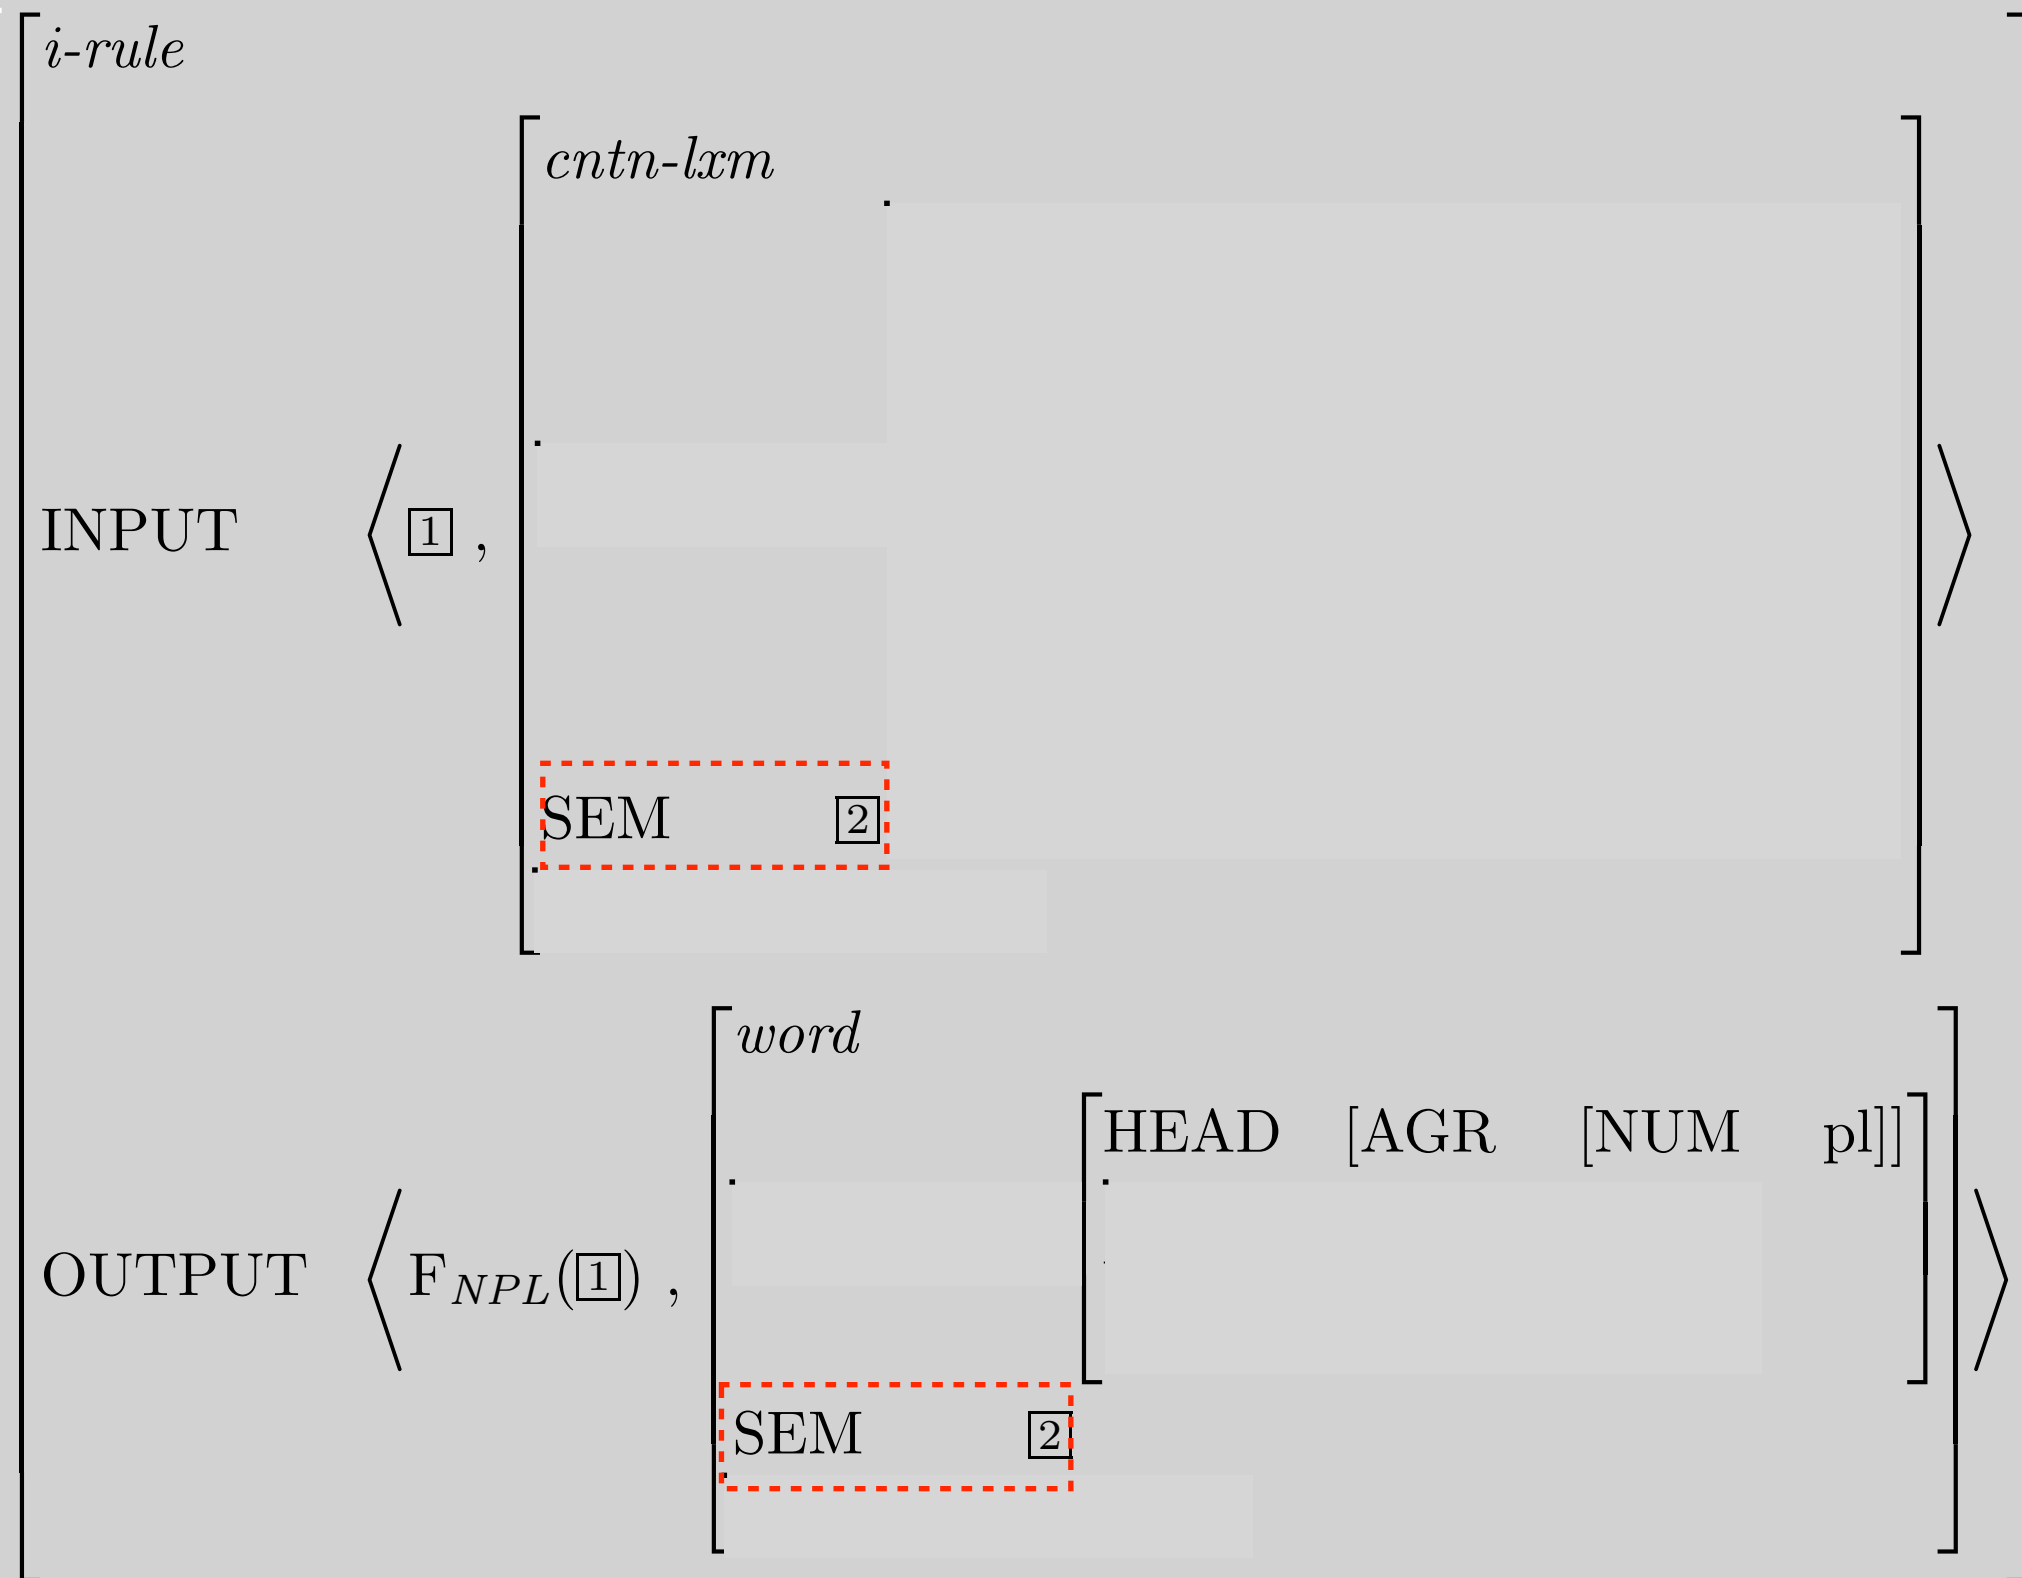 i-rule
cntn-lxm
INPUT ⟨ 1 , ⟩
SEM 2
word
HEAD [AGR [NUM pl]]
OUTPUT ⟨ F_NPL(1) , ⟩
SEM 2